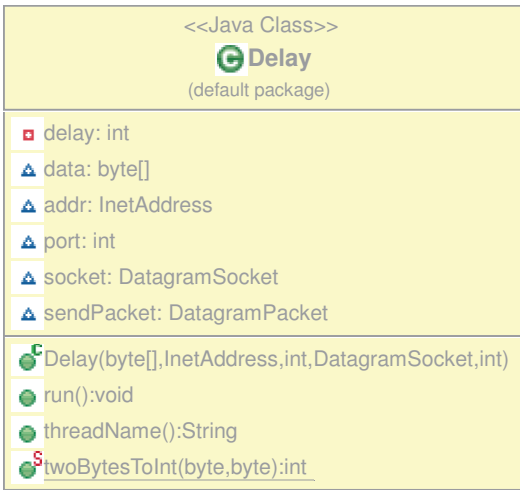 <<Java Class>>
C Delay
(default package)
delay: int
data: byte[]
addr: InetAddress
port: int
socket: DatagramSocket
sendPacket: DatagramPacket
C Delay(byte[],InetAddress,int,DatagramSocket,int)
run():void
threadName():String
S twoBytesToInt(byte,byte):int